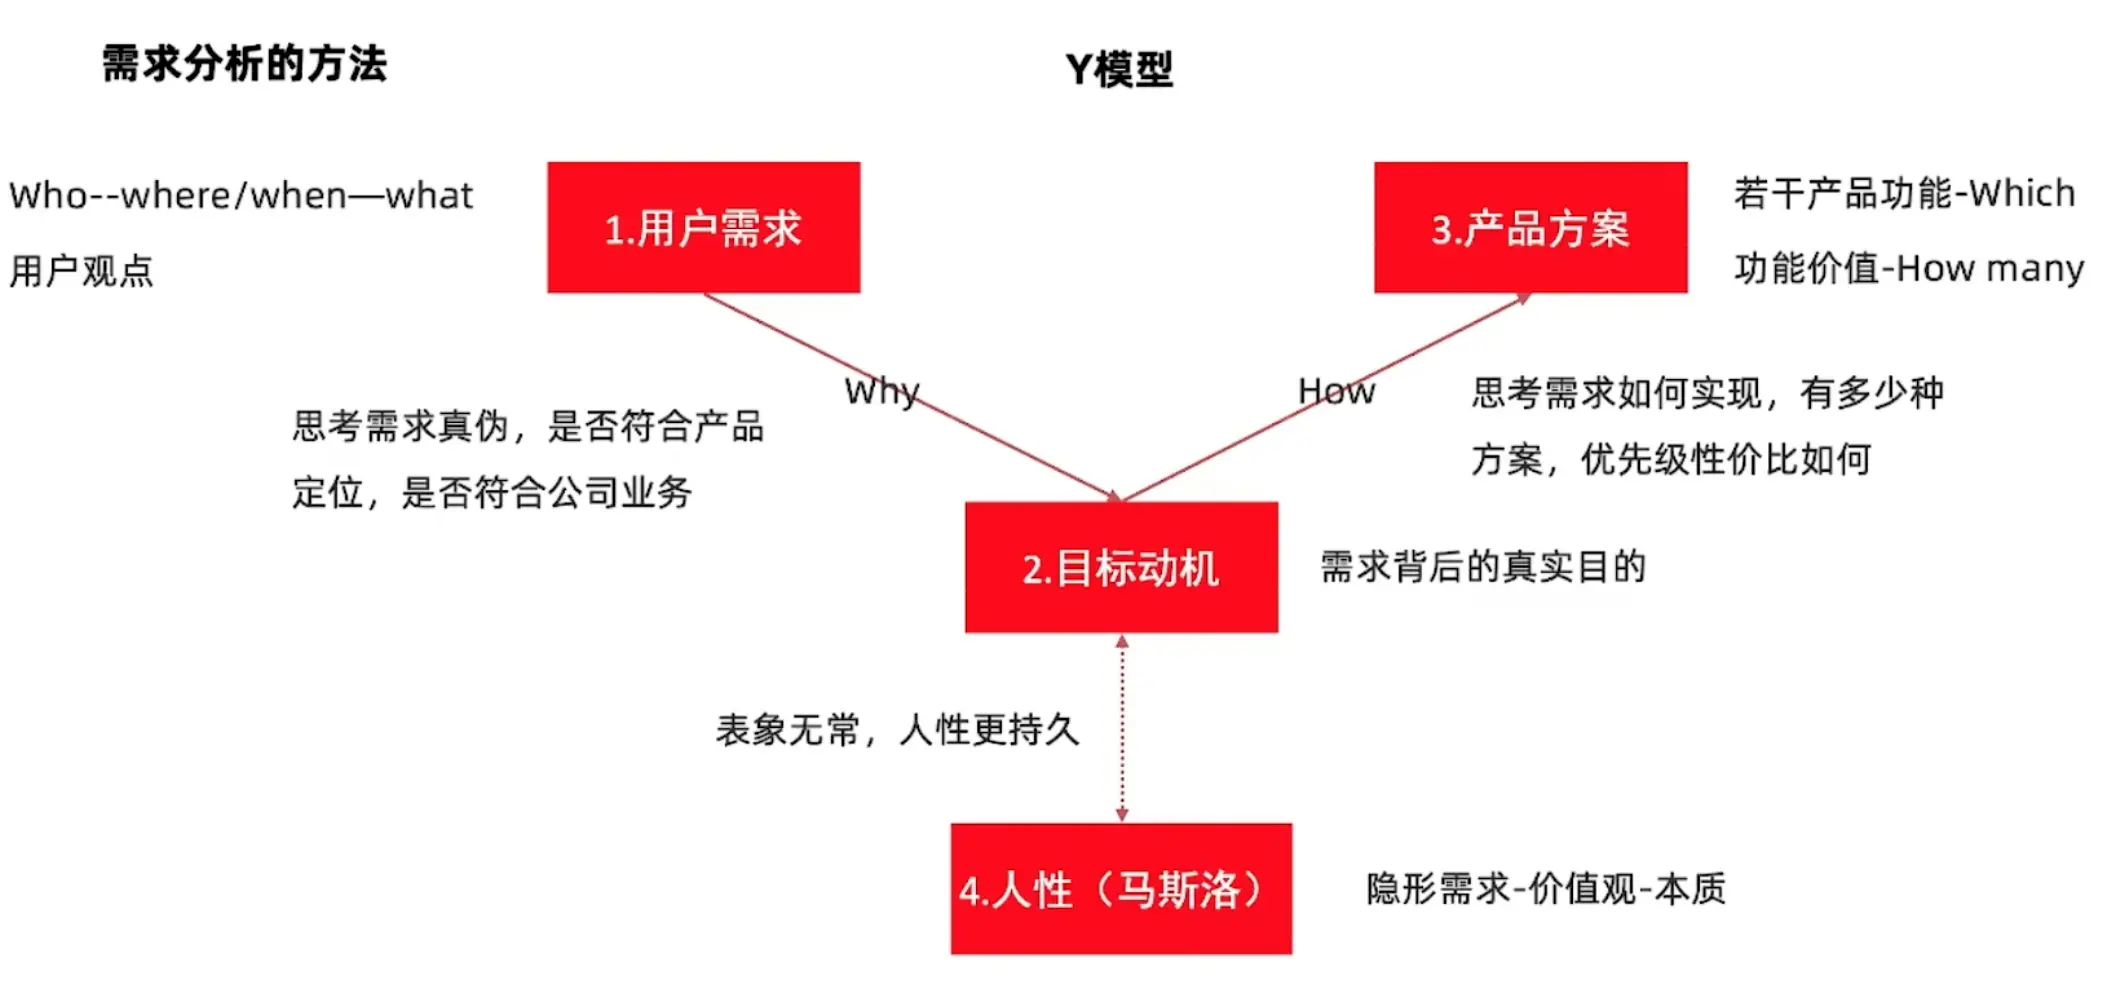 需求分析的方法
Y模型
Who--where/when—what
用户观点
1.用户需求
3.产品方案
若干产品功能-Which
功能价值-How many
Why
How
思考需求真伪，是否符合产品
定位，是否符合公司业务
思考需求如何实现，有多少种
方案，优先级性价比如何
2.目标动机
需求背后的真实目的
表象无常，人性更持久
4.人性（马斯洛）
隐形需求-价值观-本质